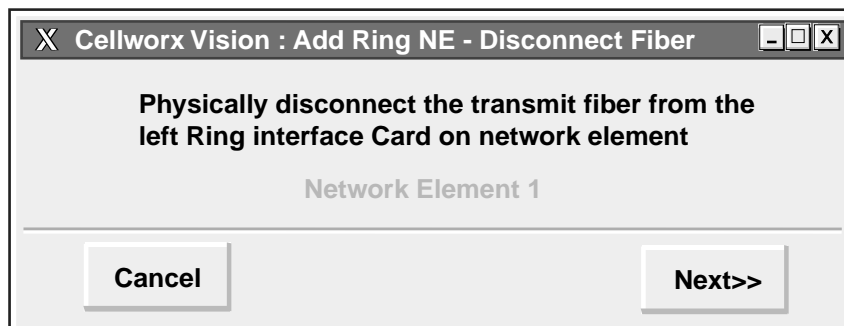 X Cellworx Vision : Add Ring NE - Disconnect Fiber
Physically disconnect the transmit fiber from the
left Ring interface Card on network element
Network Element 1
Cancel
Next>>